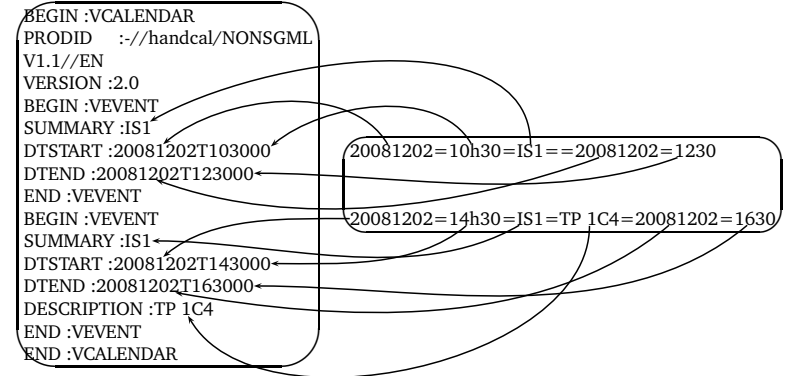 BEGIN :VCALENDAR
PRODID :-//handcal/NONSGML
V1.1//EN
VERSION :2.0
BEGIN :VEVENT
SUMMARY :IS1
DTSTART :20081202T103000
DTEND :20081202T123000
END :VEVENT
BEGIN :VEVENT
SUMMARY :IS1
DTSTART :20081202T143000
DTEND :20081202T163000
DESCRIPTION :TP 1C4
END :VEVENT
END :VCALENDAR
20081202=10h30=IS1==20081202=1230
20081202=14h30=IS1=TP 1C4=20081202=1630